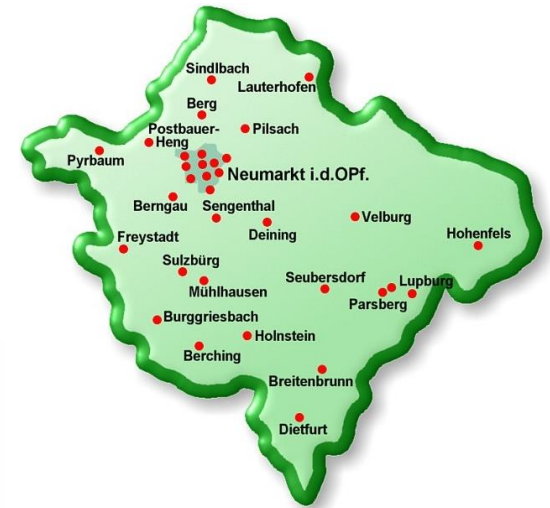 Sindlbach
Lauterhofen
Berg
Postbauer-
Heng
Pilsach
Pyrbaum
Neumarkt i.d.OPf.
Berngau
Sengenthal
Velburg
Deining
Freystadt
Hohenfels
Sulzbürg
Seubersdorf
Lupburg
Mühlhausen
Parsberg
Burggriesbach
Holnstein
Berching
Breitenbrunn
Dietfurt